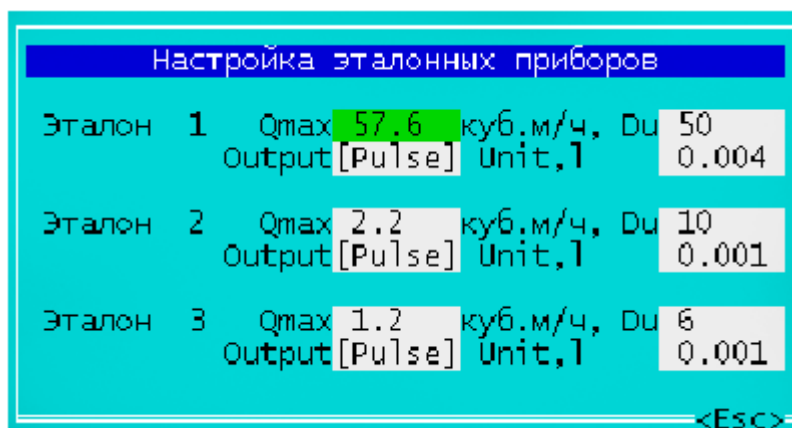 Настройка эталонных приборов
Эталон 1 Qmax 57.6 куб.м/ч, Du 50
Output [Pulse] Unit,l 0.004
Эталон 2 Qmax 2.2 куб.м/ч, Du 10
Output [Pulse] Unit,l 0.001
Эталон 3 Qmax 1.2 куб.м/ч, Du 6
Output [Pulse] Unit,l 0.001
<Esc>